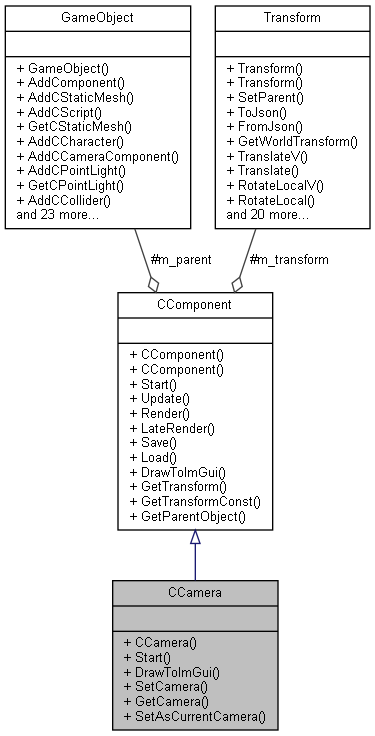 GameObject
+ GameObject()
+ AddComponent()
+ AddCStaticMesh()
+ AddCScript()
+ GetCStaticMesh()
+ AddCCharacter()
+ AddCCameraComponent()
+ AddCPointLight()
+ GetCPointLight()
+ AddCCollider()
and 23 more...
Transform
+ Transform()
+ Transform()
+ SetParent()
+ ToJson()
+ FromJson()
+ GetWorldTransform()
+ TranslateV()
+ Translate()
+ RotateLocalV()
+ RotateLocal()
and 20 more...
#m_parent
#m_transform
CComponent
+ CComponent()
+ CComponent()
+ Start()
+ Update()
+ Render()
+ LateRender()
+ Save()
+ Load()
+ DrawToImGui()
+ GetTransform()
+ GetTransformConst()
+ GetParentObject()
CCamera
+ CCamera()
+ Start()
+ DrawToImGui()
+ SetCamera()
+ GetCamera()
+ SetAsCurrentCamera()